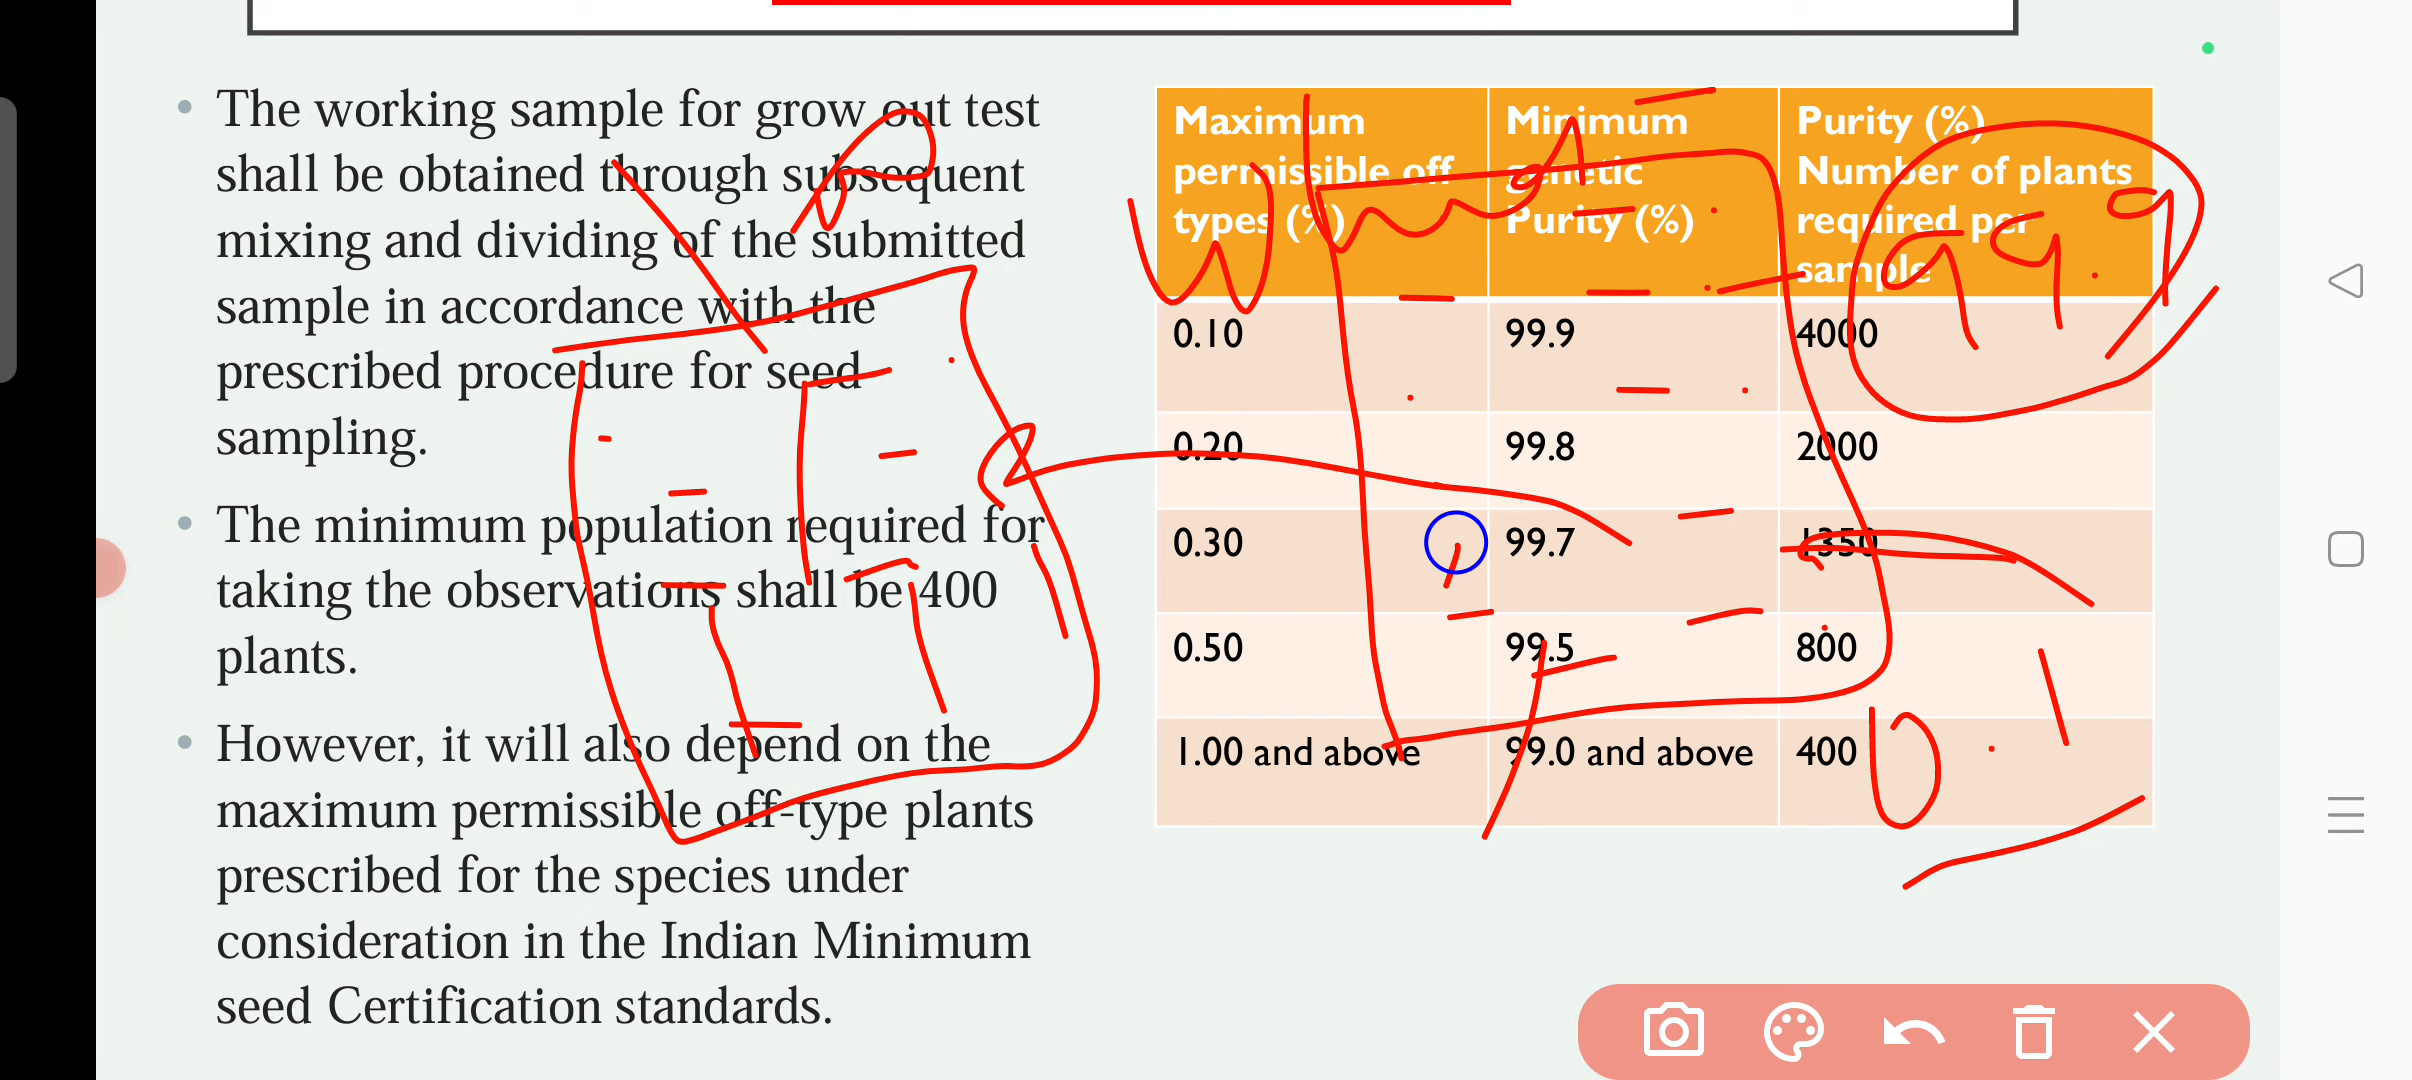 The working sample for grow out test
shall be obtained through subsequent
mixing and dividing of the submitted
sample in accordance with the
prescribed procedure for seed
sampling.
The minimum population required for
taking the observations shall be 400
plants.
However, it will also depend on the
maximum permissible off-type plants
prescribed for the species under
consideration in the Indian Minimum
seed Certification standards.
Maximum
permissible off
types (%)
Minimum
genetic
Purity (%)
Purity (%)
Number of plants
required per
sample
0.10 99.9 4000
0.20 99.8 2000
0.30 99.7 1350
0.50 99.5 800
1.00 and above 99.0 and above 400
99.9
0.1